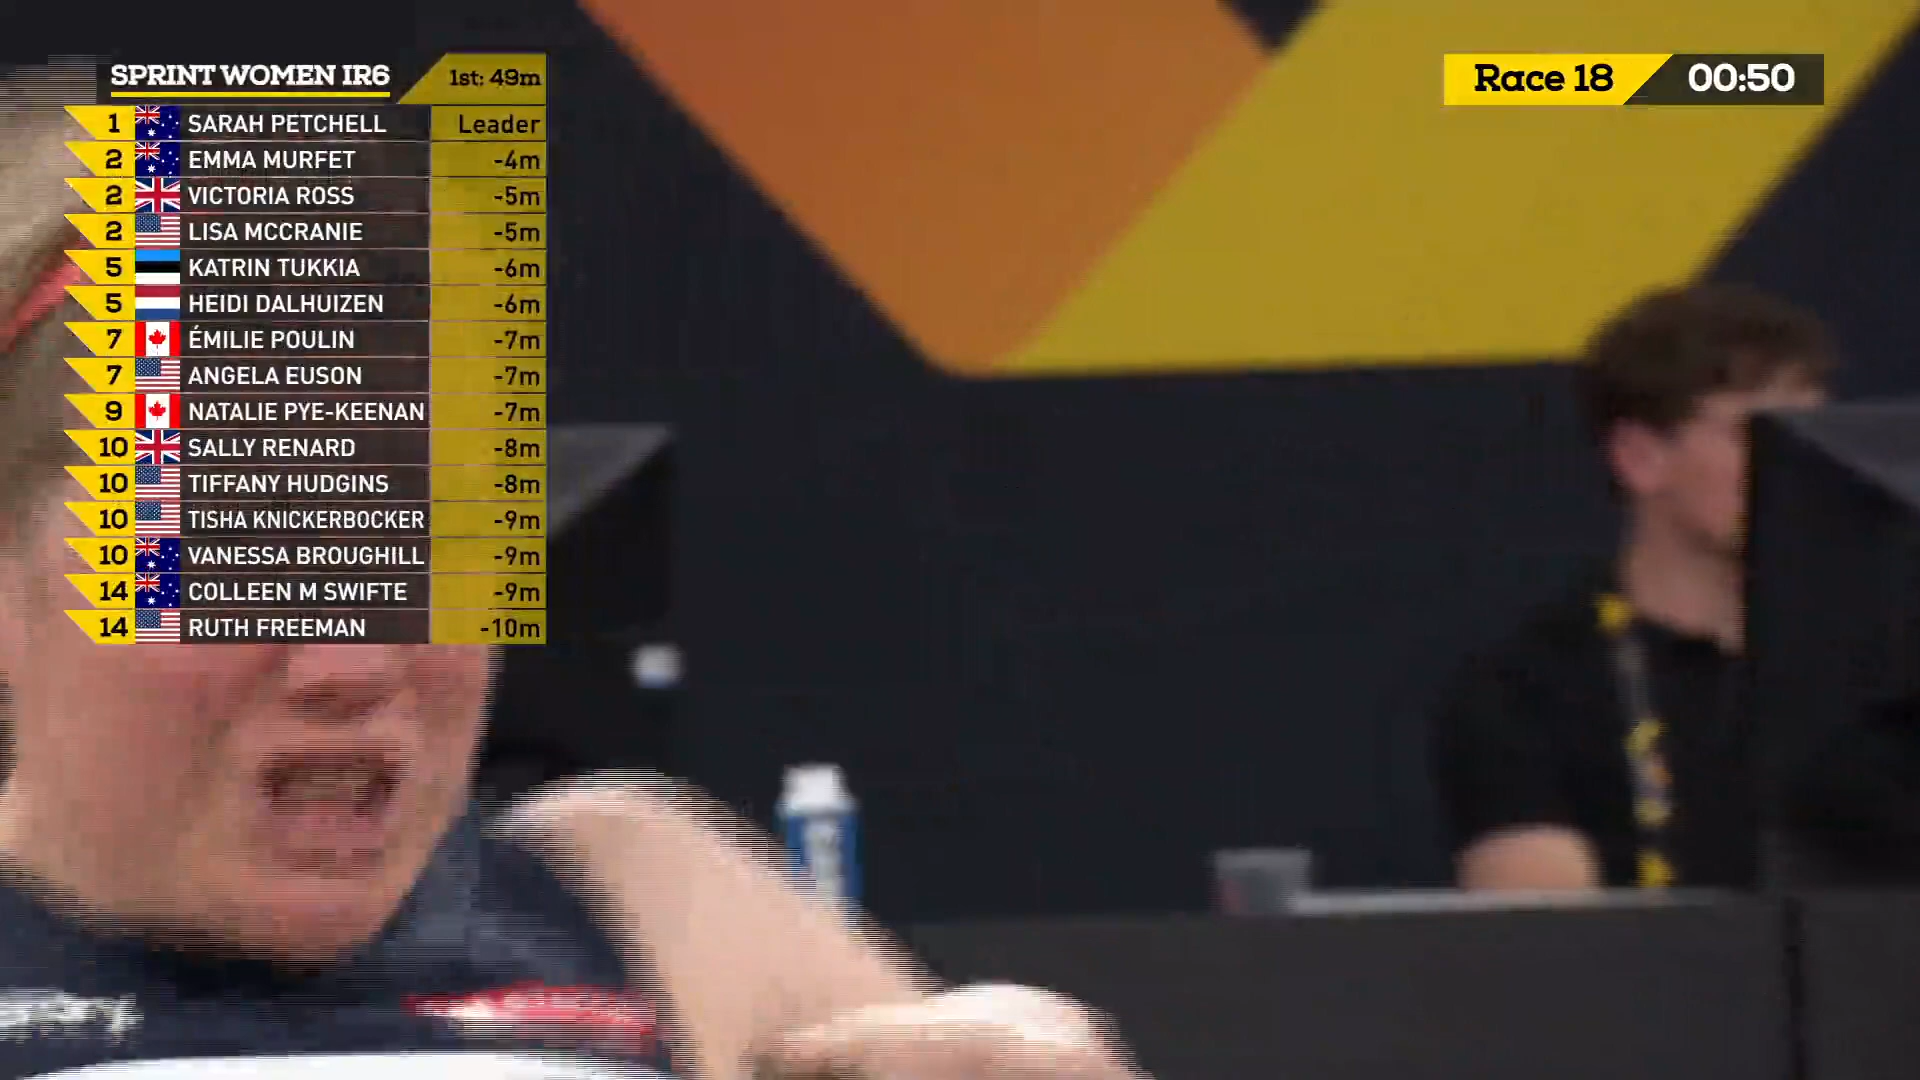 SPRINT WOMEN IR6 1st: 49m
1 SARAH PETCHELL Leader
2 EMMA MURFET -4m
2 VICTORIA ROSS -5m
2 LISA MCCRANIE -5m
5 KATRIN TUKKIA -6m
5 HEIDI DALHUIZEN -6m
7 ÉMILIE POULIN -7m
7 ANGELA EUSON -7m
9 NATALIE PYE-KEENAN -7m
10 SALLY RENARD -8m
10 TIFFANY HUDGINS -8m
10 TISHA KNICKERBOCKER -9m
10 VANESSA BROUGHILL -9m
14 COLLEEN M SWIFTE -9m
14 RUTH FREEMAN -10m
Race 18 00:50